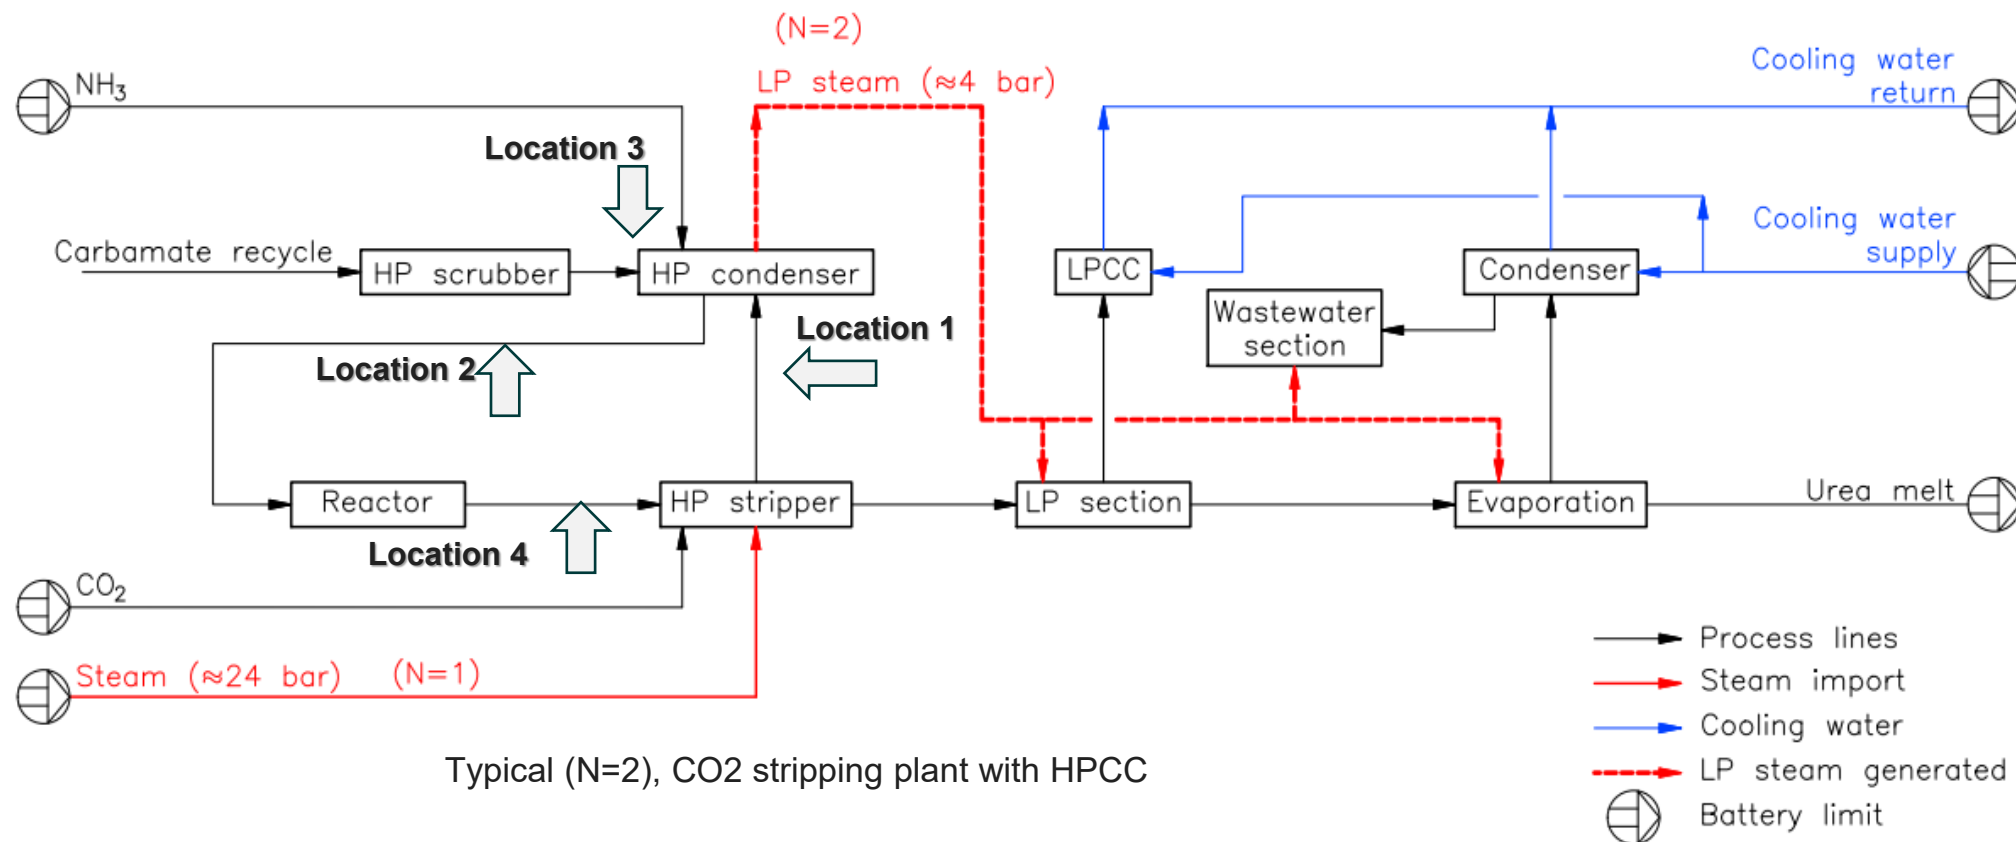 (N=2)
LP steam (≈4 bar)
NH₃
Cooling water
return
Location 3
Carbamate recycle
HP scrubber
HP condenser
LPCC
Condenser
Cooling water
supply
Wastewater
section
Location 1
Location 2
Reactor
HP stripper
LP section
Evaporation
Urea melt
Location 4
CO₂
Steam (≈24 bar) (N=1)
Process lines
Steam import
Cooling water
LP steam generated
Battery limit
Typical (N=2), CO2 stripping plant with HPCC